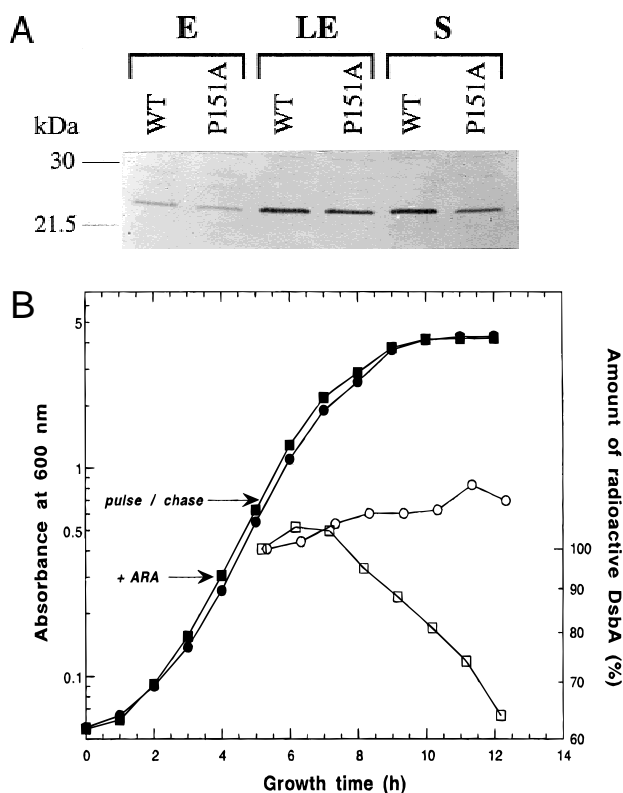 A
E LE S
WT P151A WT P151A WT P151A
kDa
30
21.5
B
5
1
0.5
0.1
Absorbance at 600 nm
pulse / chase
+ ARA
100
90
80
70
60
Amount of radioactive DsbA (%)
0 2 4 6 8 10 12 14
Growth time (h)